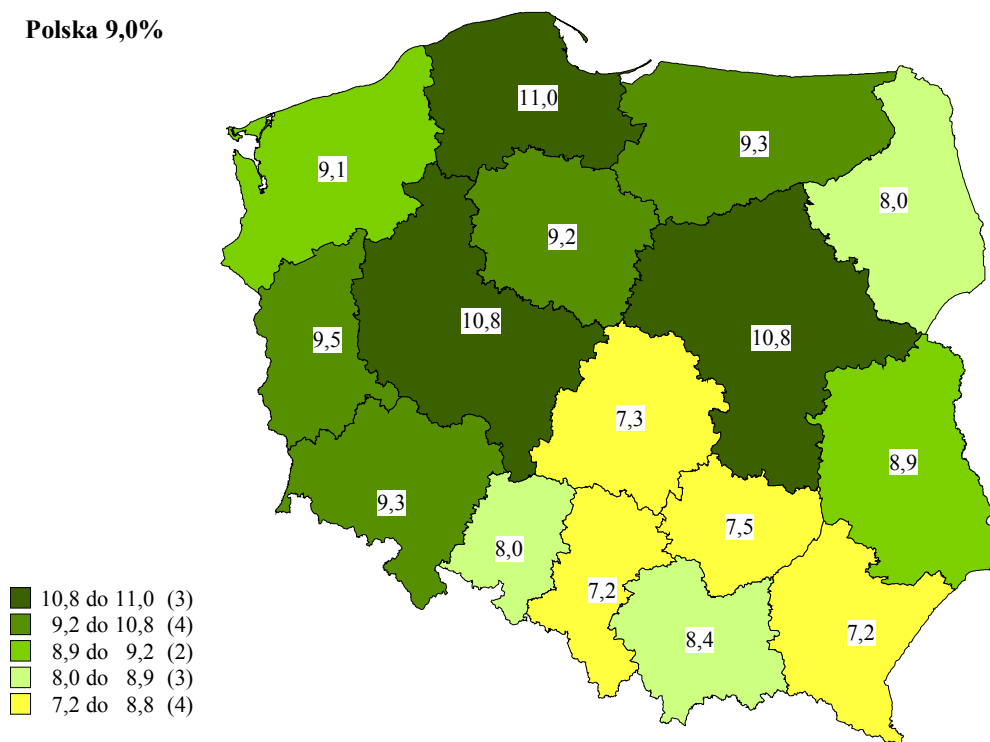 Polska 9,0%
11,0
9,3
9,1
8,0
9,2
10,8
9,5
10,8
7,3
8,9
9,3
7,5
8,0
7,2
8,4
7,2
10,8 do 11,0 (3)
9,2 do 10,8 (4)
8,9 do 9,2 (2)
8,0 do 8,9 (3)
7,2 do 8,8 (4)